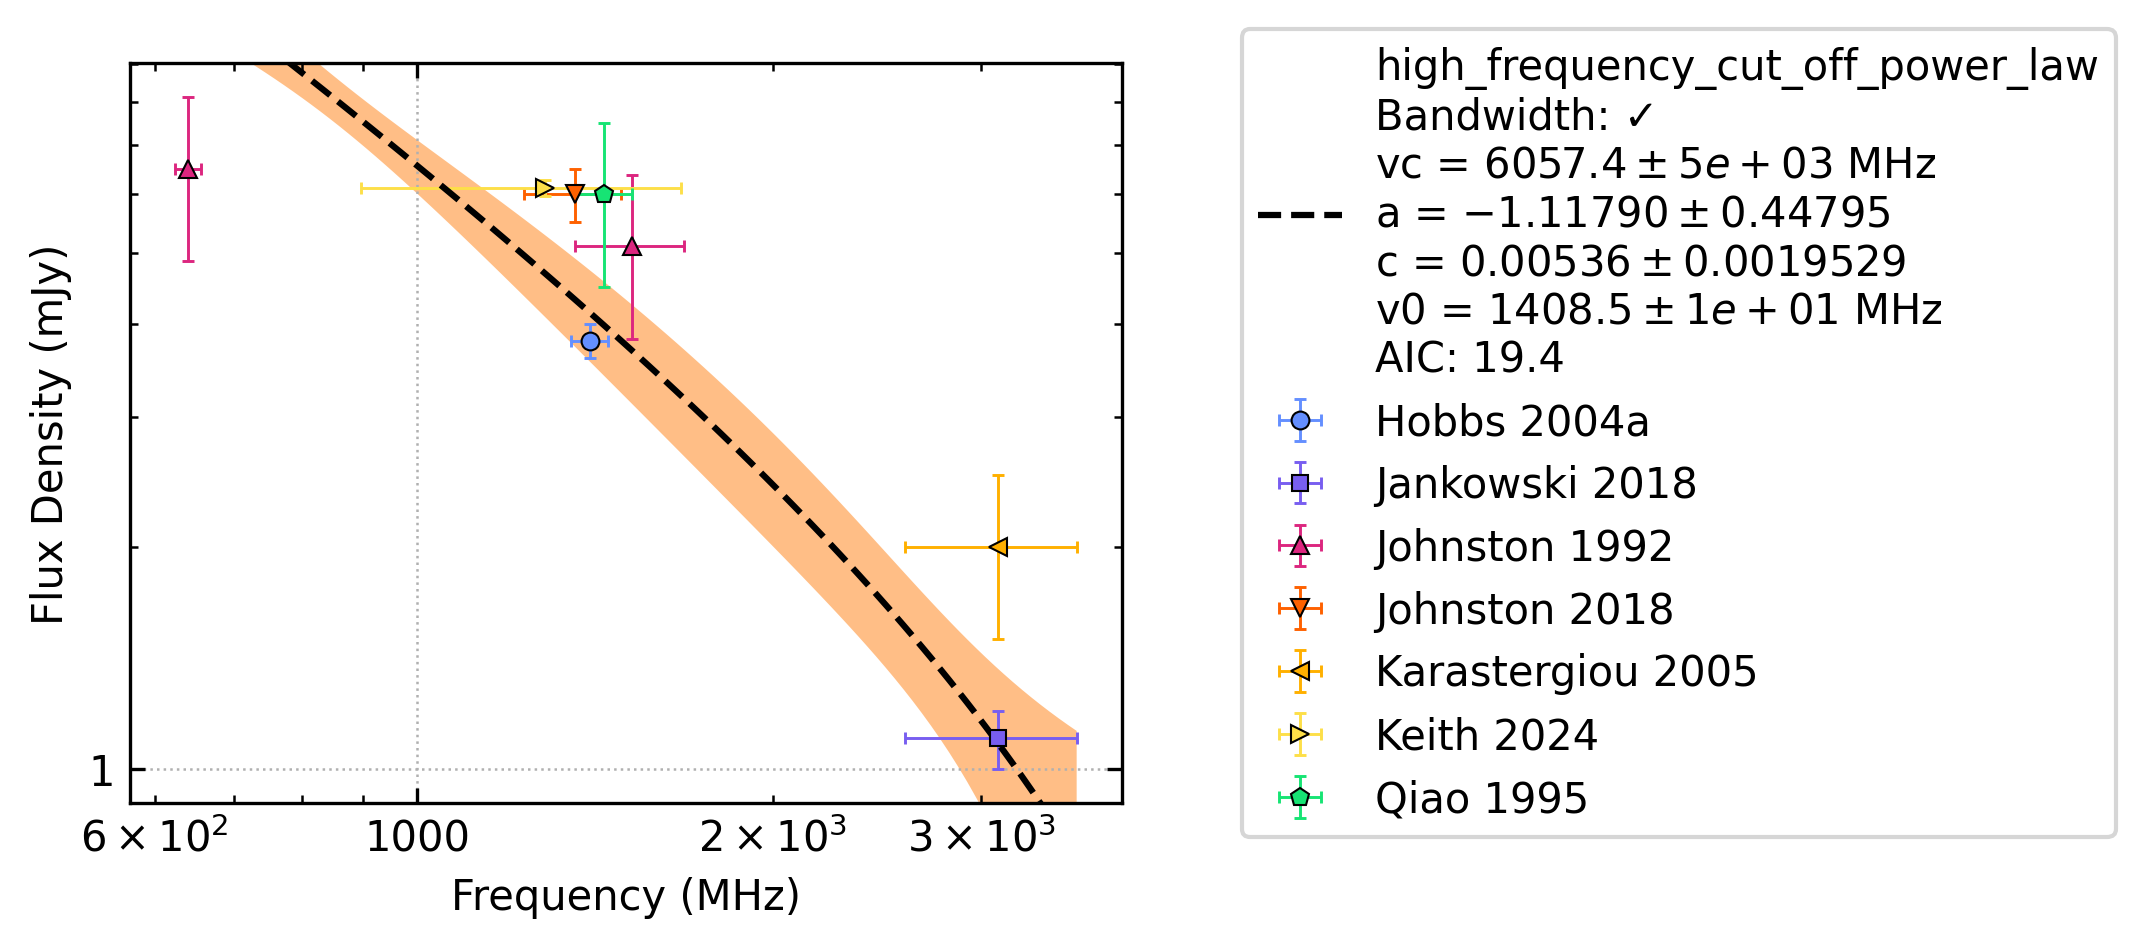 high_frequency_cut_off_power_law
Bandwidth: ✓
vc = 6057.4 ± 5e + 03 MHz
a = −1.11790 ± 0.44795
c = 0.00536 ± 0.0019529
v0 = 1408.5 ± 1e + 01 MHz
AIC: 19.4
Hobbs 2004a
Jankowski 2018
Johnston 1992
Johnston 2018
Karastergiou 2005
Keith 2024
Qiao 1995
Flux Density (mJy)
1
6 × 10²
1000
2 × 10³
3 × 10³
Frequency (MHz)